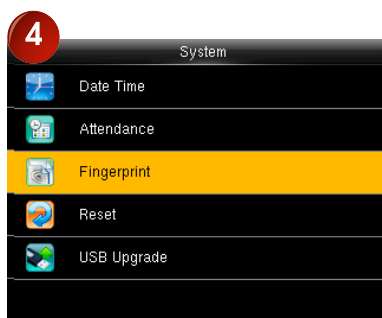 4
System
Date Time
Attendance
Fingerprint
Reset
USB Upgrade